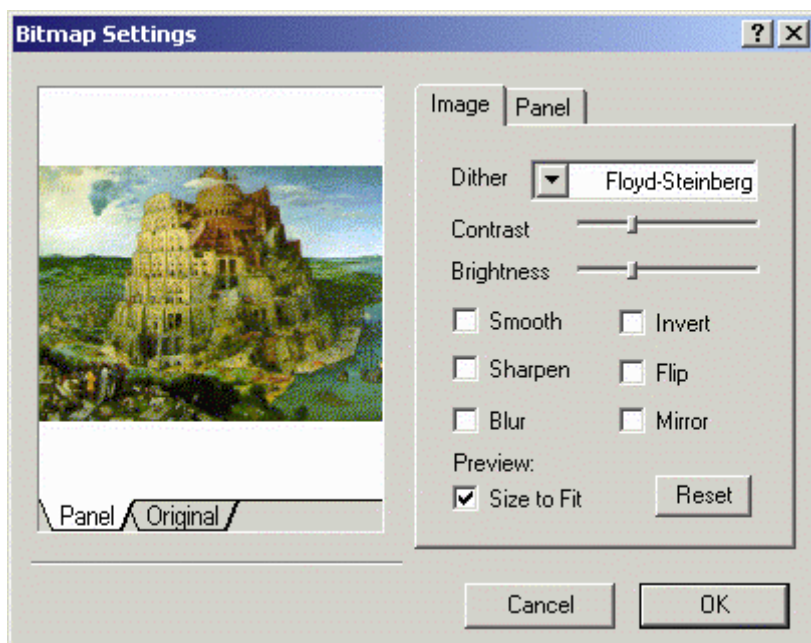 Bitmap Settings
Image Panel
Dither Floyd-Steinberg
Contrast
Brightness
Smooth Invert
Sharpen Flip
Blur Mirror
Preview:
Size to Fit Reset
Panel Original
Cancel OK